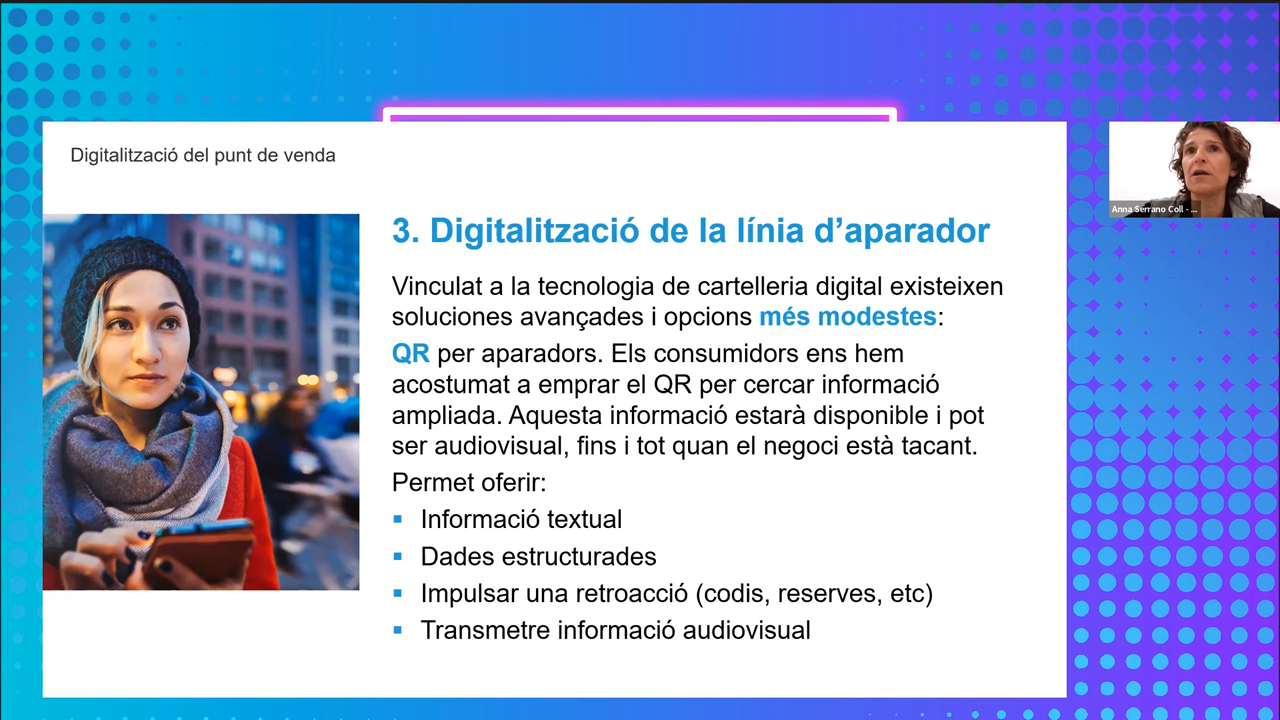 Digitalització del punt de venda
Anna Serrano Coll - ...
3. Digitalització de la línia d’aparador
Vinculat a la tecnologia de cartelleria digital existeixen
soluciones avançades i opcions més modestes:
QR per aparadors. Els consumidors ens hem
acostumat a emprar el QR per cercar informació
ampliada. Aquesta informació estarà disponible i pot
ser audiovisual, fins i tot quan el negoci està tacant.
Permet oferir:
▪ Informació textual
▪ Dades estructurades
▪ Impulsar una retroacció (codis, reserves, etc)
▪ Transmetre informació audiovisual